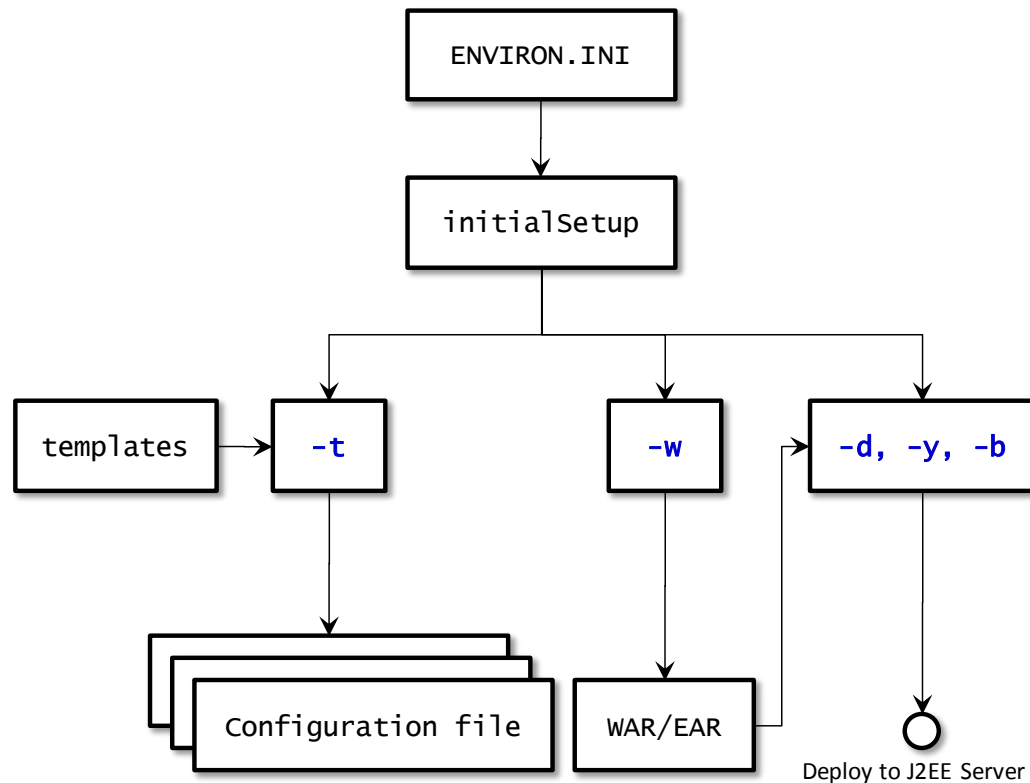 ENVIRON.INI
initialSetup
templates
-t
-w
-d, -y, -b
Configuration file
WAR/EAR
Deploy to J2EE Server